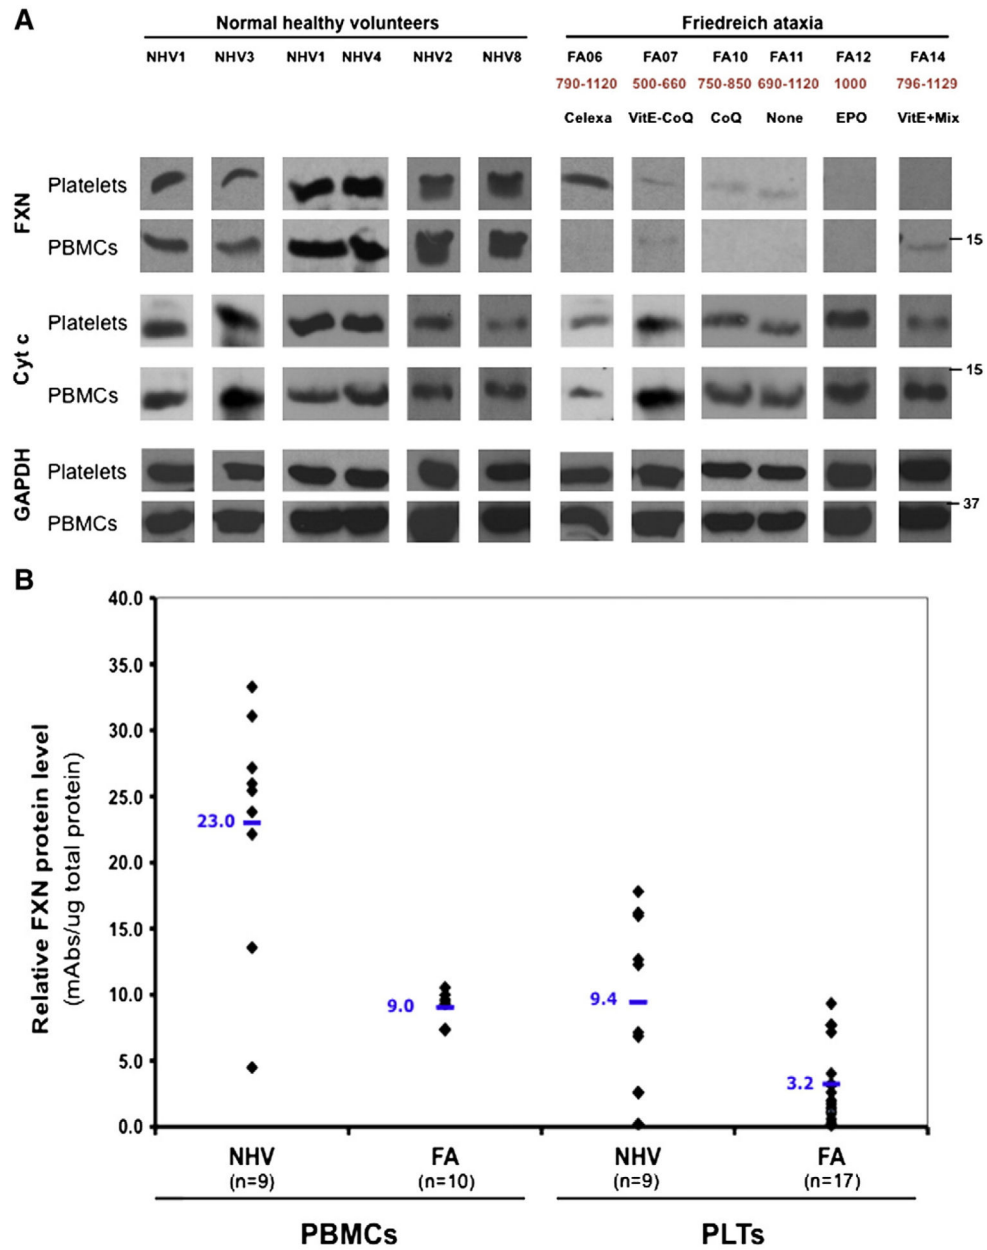 A
Normal healthy volunteers Friedreich ataxia
NHV1 NHV3 NHV1 NHV4 NHV2 NHV8 FA06 FA07 FA10 FA11 FA12 FA14
790-1120 500-660 750-850 690-1120 1000 796-1129
Celexa VitE-CoQ CoQ None EPO VitE+Mix
FXN
Platelets
PBMCs
15
Cyt c
Platelets
15
PBMCs
GAPDH
Platelets
37
PBMCs
B
Relative FXN protein level
(mAbs/ug total protein)
40.0
35.0
30.0
25.0
20.0
15.0
10.0
5.0
0.0
23.0
9.0
9.4
3.2
NHV FA NHV FA
(n=9) (n=10) (n=9) (n=17)
PBMCs PLTs